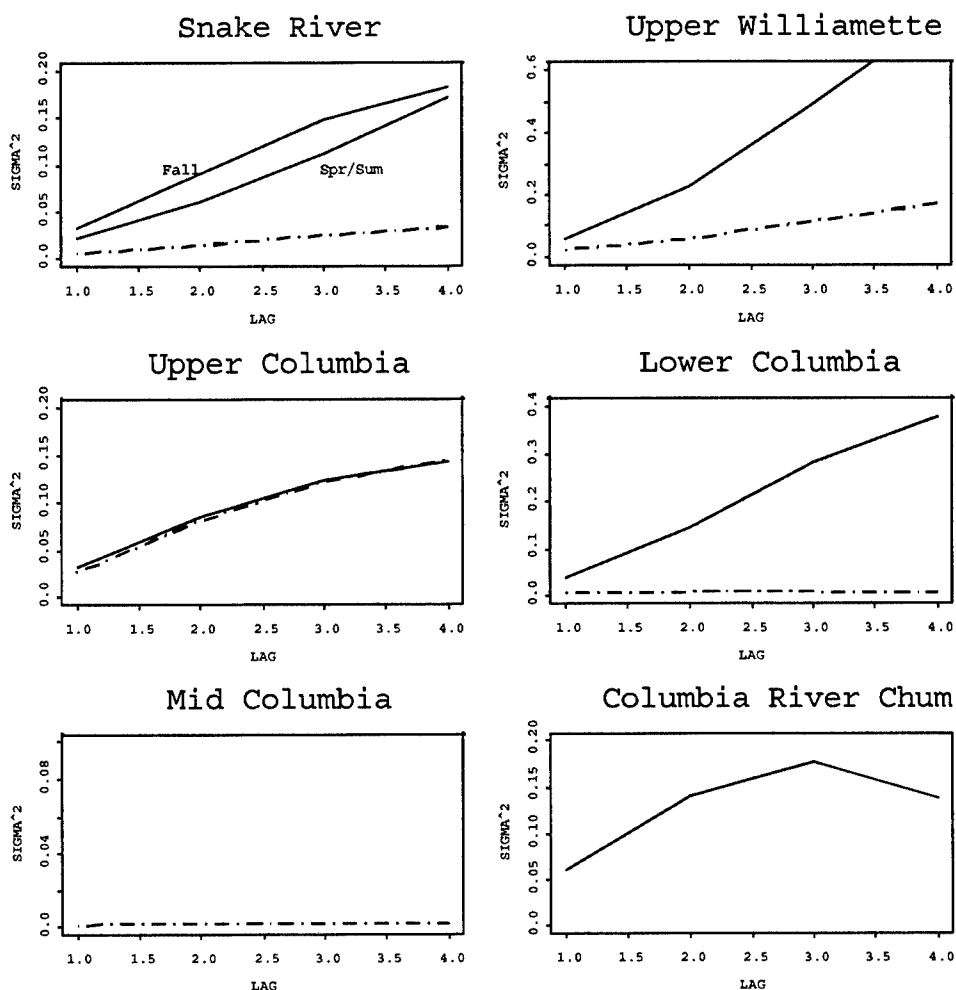 Snake River
SIGMA^2
0.20
0.15
0.10
0.05
0.0
Fall
Spr/Sum
1.0 1.5 2.0 2.5 3.0 3.5 4.0
LAG
Upper Williamette
SIGMA^2
0.6
0.4
0.2
0.0
1.0 1.5 2.0 2.5 3.0 3.5 4.0
LAG
Upper Columbia
SIGMA^2
0.20
0.15
0.10
0.05
0.0
1.0 1.5 2.0 2.5 3.0 3.5 4.0
LAG
Lower Columbia
SIGMA^2
0.4
0.3
0.2
0.1
0.0
1.0 1.5 2.0 2.5 3.0 3.5 4.0
LAG
Mid Columbia
SIGMA^2
0.08
0.04
0.0
1.0 1.5 2.0 2.5 3.0 3.5 4.0
LAG
Columbia River Chum
SIGMA^2
0.20
0.15
0.10
0.05
0.0
1.0 1.5 2.0 2.5 3.0 3.5 4.0
LAG